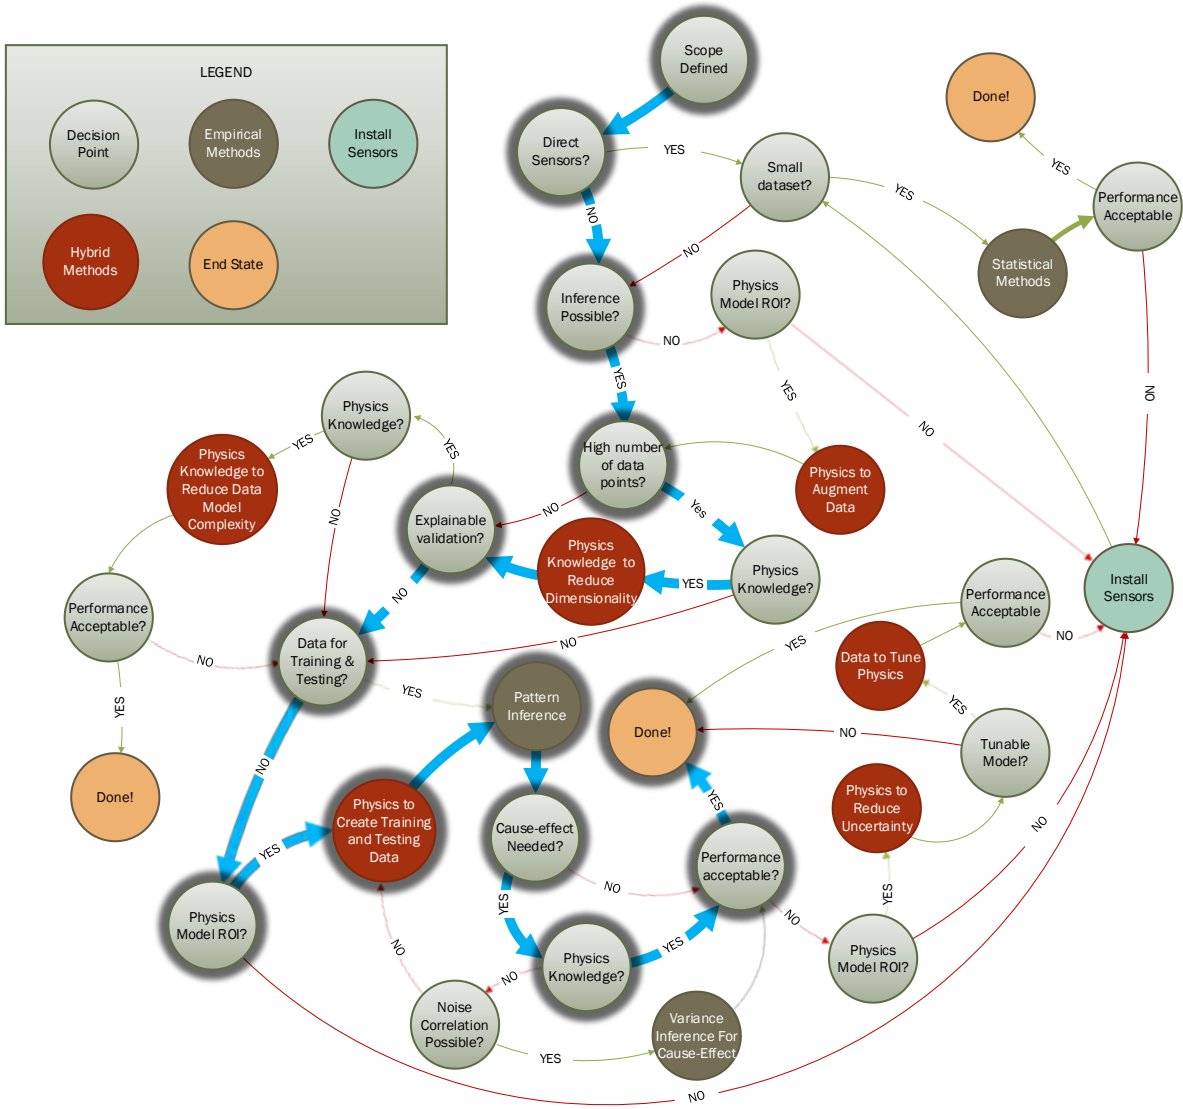 LEGEND
Decision
Point
Empirical
Methods
Install
Sensors
Hybrid
Methods
End State
Scope
Defined
Done!
Direct
Sensors?
YES
Small
dataset?
YES
YES
Performance
Acceptable
NO
NO
Statistical
Methods
Inference
Possible?
Physics
Model ROI?
NO
YES
YES
NO
NO
Physics
Knowledge?
YES
YES
High number
of data
points?
Physics to
Augment
Data
Physics
Knowledge to
Reduce Data
Model
Complexity
NO
NO
Yes
Explainable
validation?
Physics
Knowledge to
Reduce
Dimensionality
YES
Physics
Knowledge?
Install
Sensors
Performance
Acceptable?
NO
Performance
Acceptable
NO
NO
YES
NO
Data for
Training &
Testing?
Data to Tune
Physics
YES
YES
Pattern
Inference
YES
Done!
NO
Tunable
Model?
NO
Done!
Physics to
Create Training
and Testing
Data
YES
Physics to
Reduce
Uncertainty
NO
Cause-effect
Needed?
YES
Performance
acceptable?
NO
YES
YES
NO
Physics
Model ROI?
YES
NO
NO
Physics
Knowledge?
Physics
Model ROI?
NO
Noise
Correlation
Possible?
YES
Variance
Inference For
Cause-Effect
NO